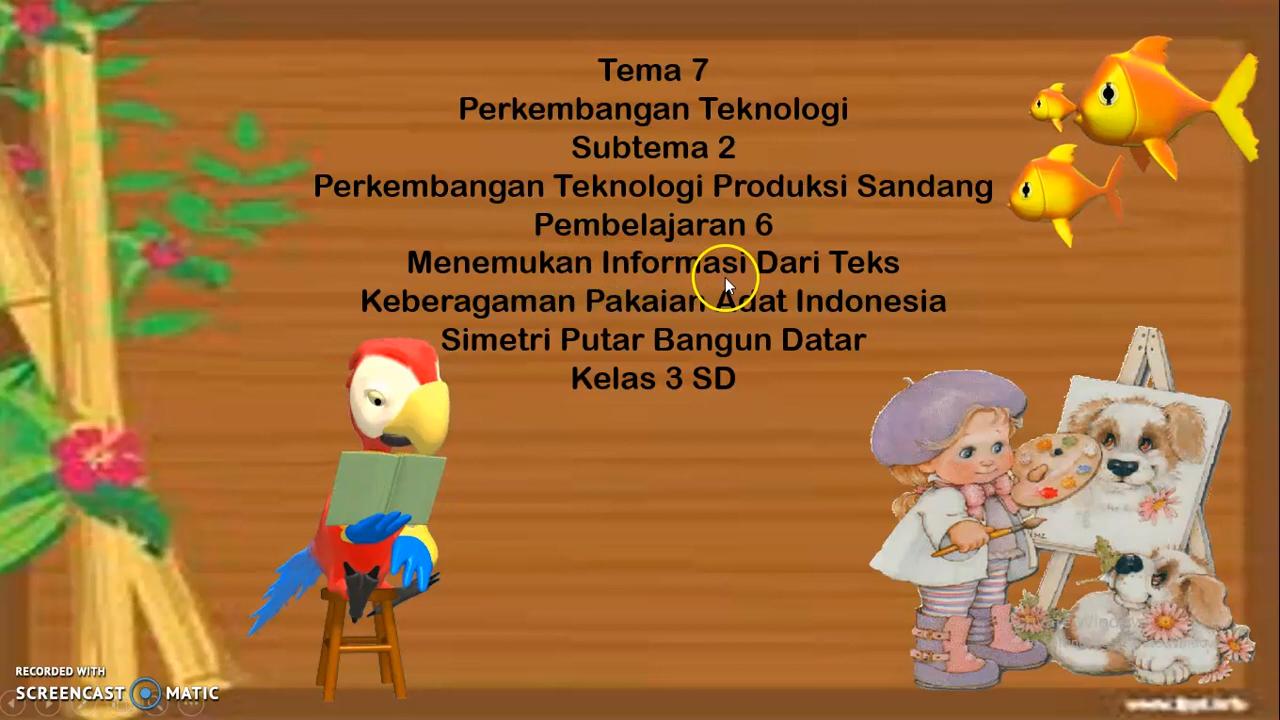 Tema 7
Perkembangan Teknologi
Subtema 2
Perkembangan Teknologi Produksi Sandang
Pembelajaran 6
Menemukan Informasi Dari Teks
Keberagaman Pakaian Adat Indonesia
Simetri Putar Bangun Datar
Kelas 3 SD
RECORDED WITH
SCREENCAST MATIC